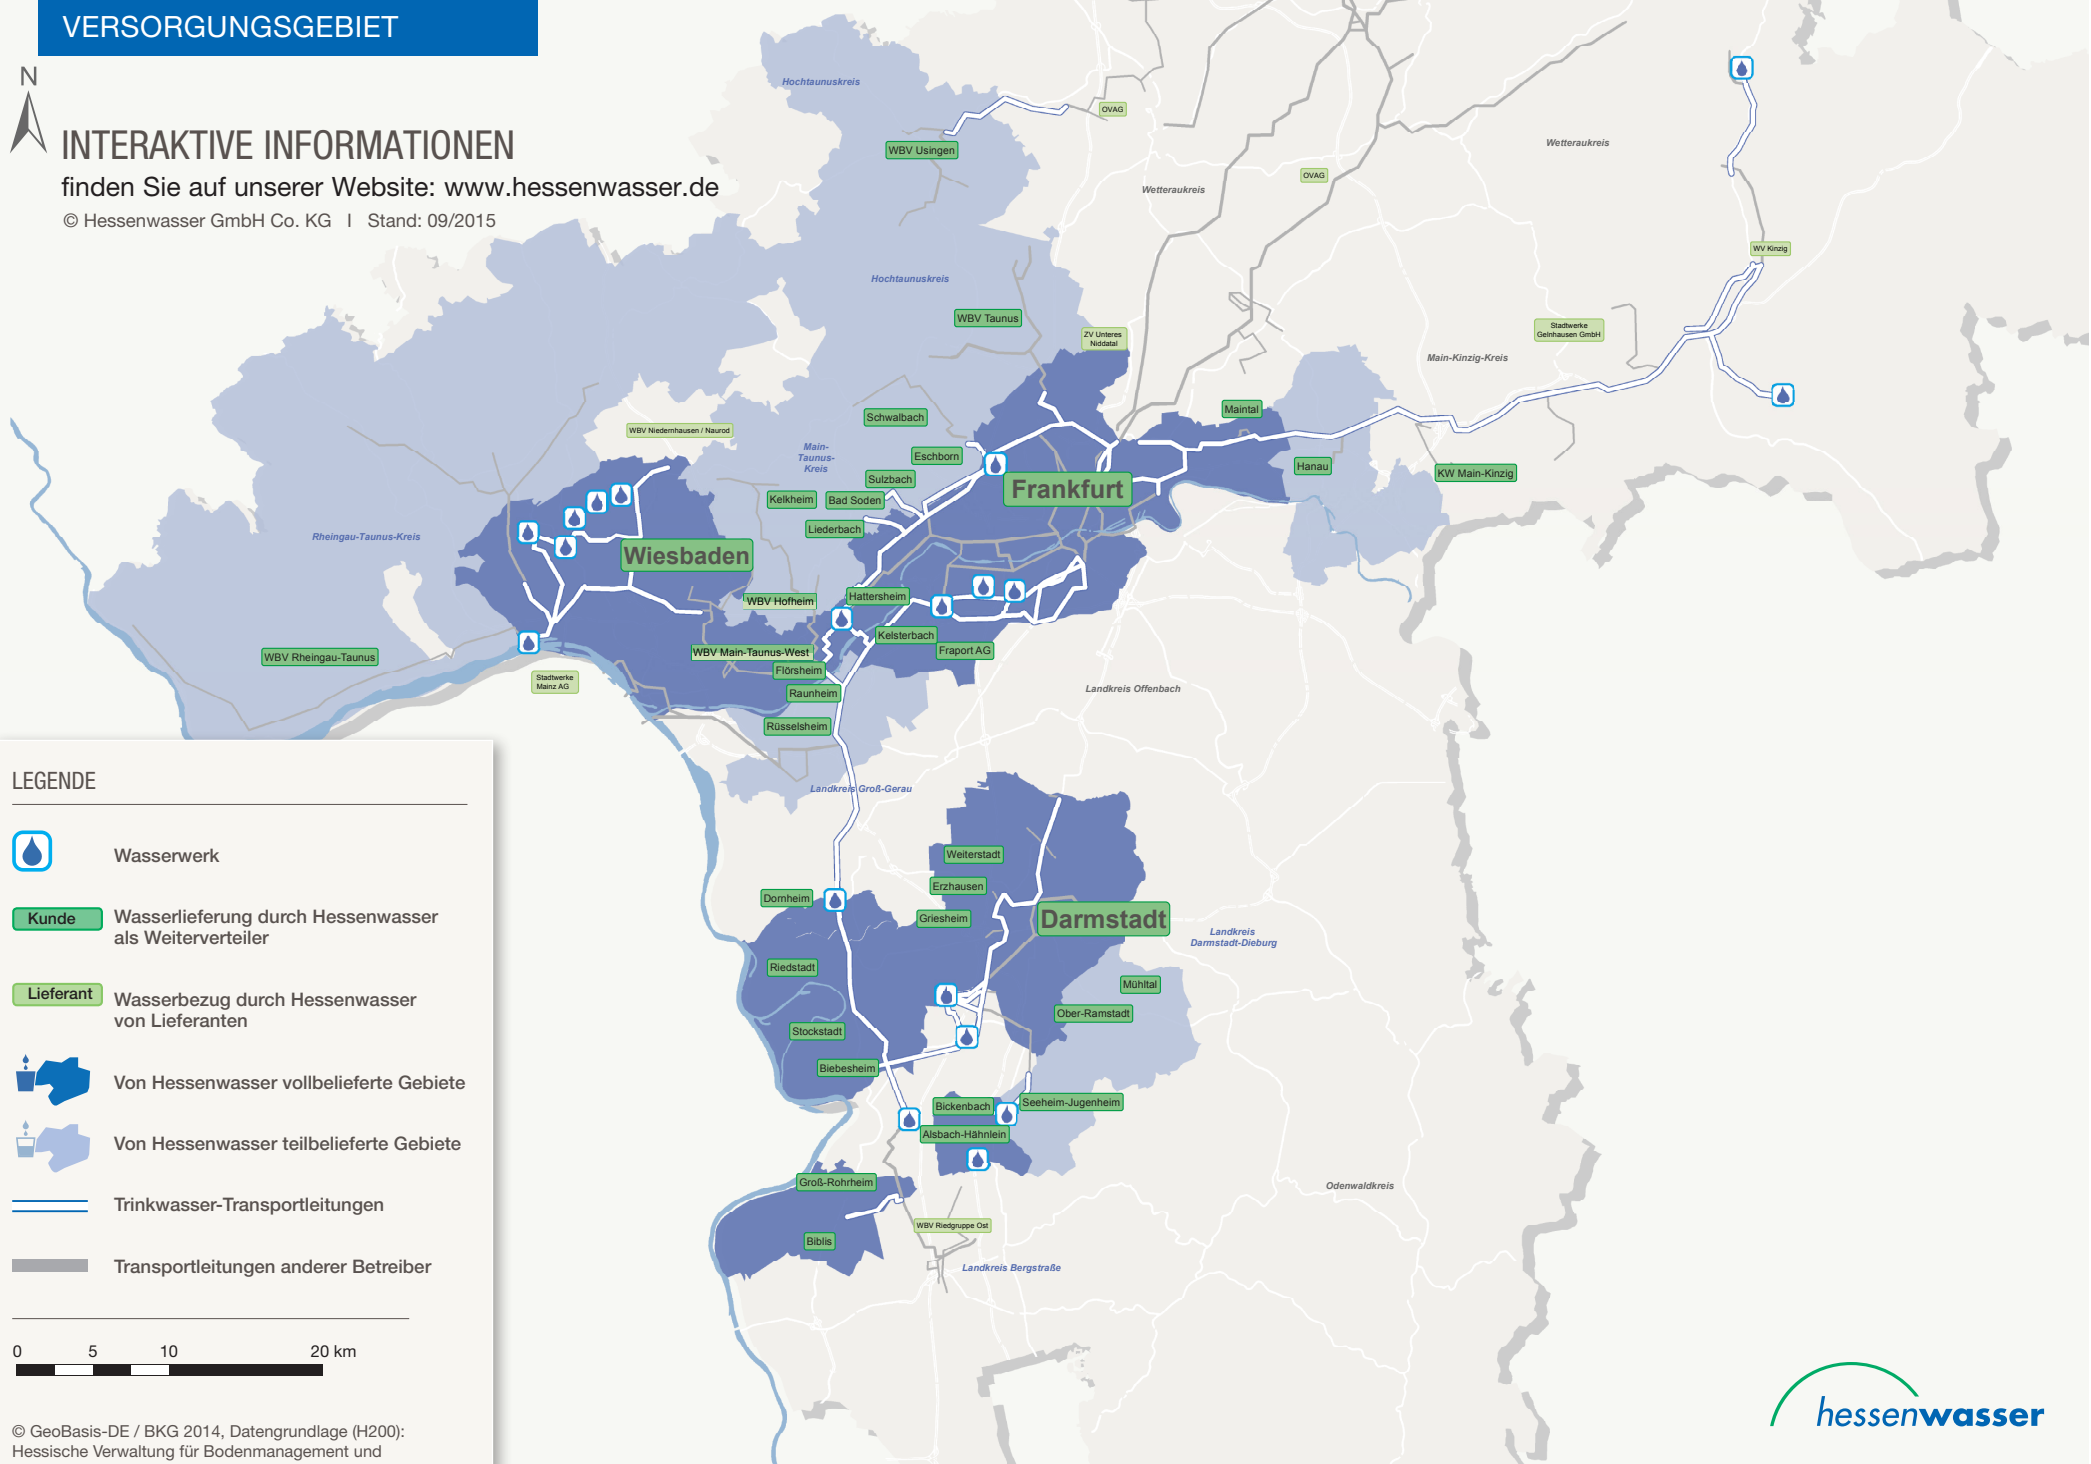 VERSORGUNGSGEBIET
N
INTERAKTIVE INFORMATIONEN
finden Sie auf unserer Website: www.hessenwasser.de
© Hessenwasser GmbH Co. KG I Stand: 09/2015
Hochtaunuskreis
OVAG
WBV Usingen
Wetteraukreis
OVAG
Wetteraukreis
WV Kinzig
Hochtaunuskreis
WBV Taunus
ZV Unteres
Niddatal
Stadtwerke
Gelnhausen GmbH
Main-Kinzig-Kreis
Maintal
Schwalbach
WBV Niedernhausen / Naurod
Main-
Taunus-
Kreis
Eschborn
Hanau
KW Main-Kinzig
Sulzbach
Frankfurt
Kelkheim
Bad Soden
Liederbach
Rheingau-Taunus-Kreis
Wiesbaden
WBV Hofheim
Hattersheim
Kelsterbach
Fraport AG
WBV Main-Taunus-West
WBV Rheingau-Taunus
Flörsheim
Stadtwerke
Mainz AG
Raunheim
Landkreis Offenbach
Rüsselsheim
Landkreis Groß-Gerau
Weiterstadt
Erzhausen
Dornheim
Griesheim
Darmstadt
Landkreis
Darmstadt-Dieburg
Riedstadt
Mühltal
Ober-Ramstadt
Stockstadt
Biebesheim
Bickenbach
Seeheim-Jugenheim
Alsbach-Hähnlein
Groß-Rohrheim
Odenwaldkreis
WBV Riedgruppe Ost
Biblis
Landkreis Bergstraße
LEGENDE
Wasserwerk
Kunde
Wasserlieferung durch Hessenwasser
als Weiterverteiler
Lieferant
Wasserbezug durch Hessenwasser
von Lieferanten
Von Hessenwasser vollbelieferte Gebiete
Von Hessenwasser teilbelieferte Gebiete
Trinkwasser-Transportleitungen
Transportleitungen anderer Betreiber
0 5 10 20 km
© GeoBasis-DE / BKG 2014, Datengrundlage (H200):
Hessische Verwaltung für Bodenmanagement und
hessenwasser